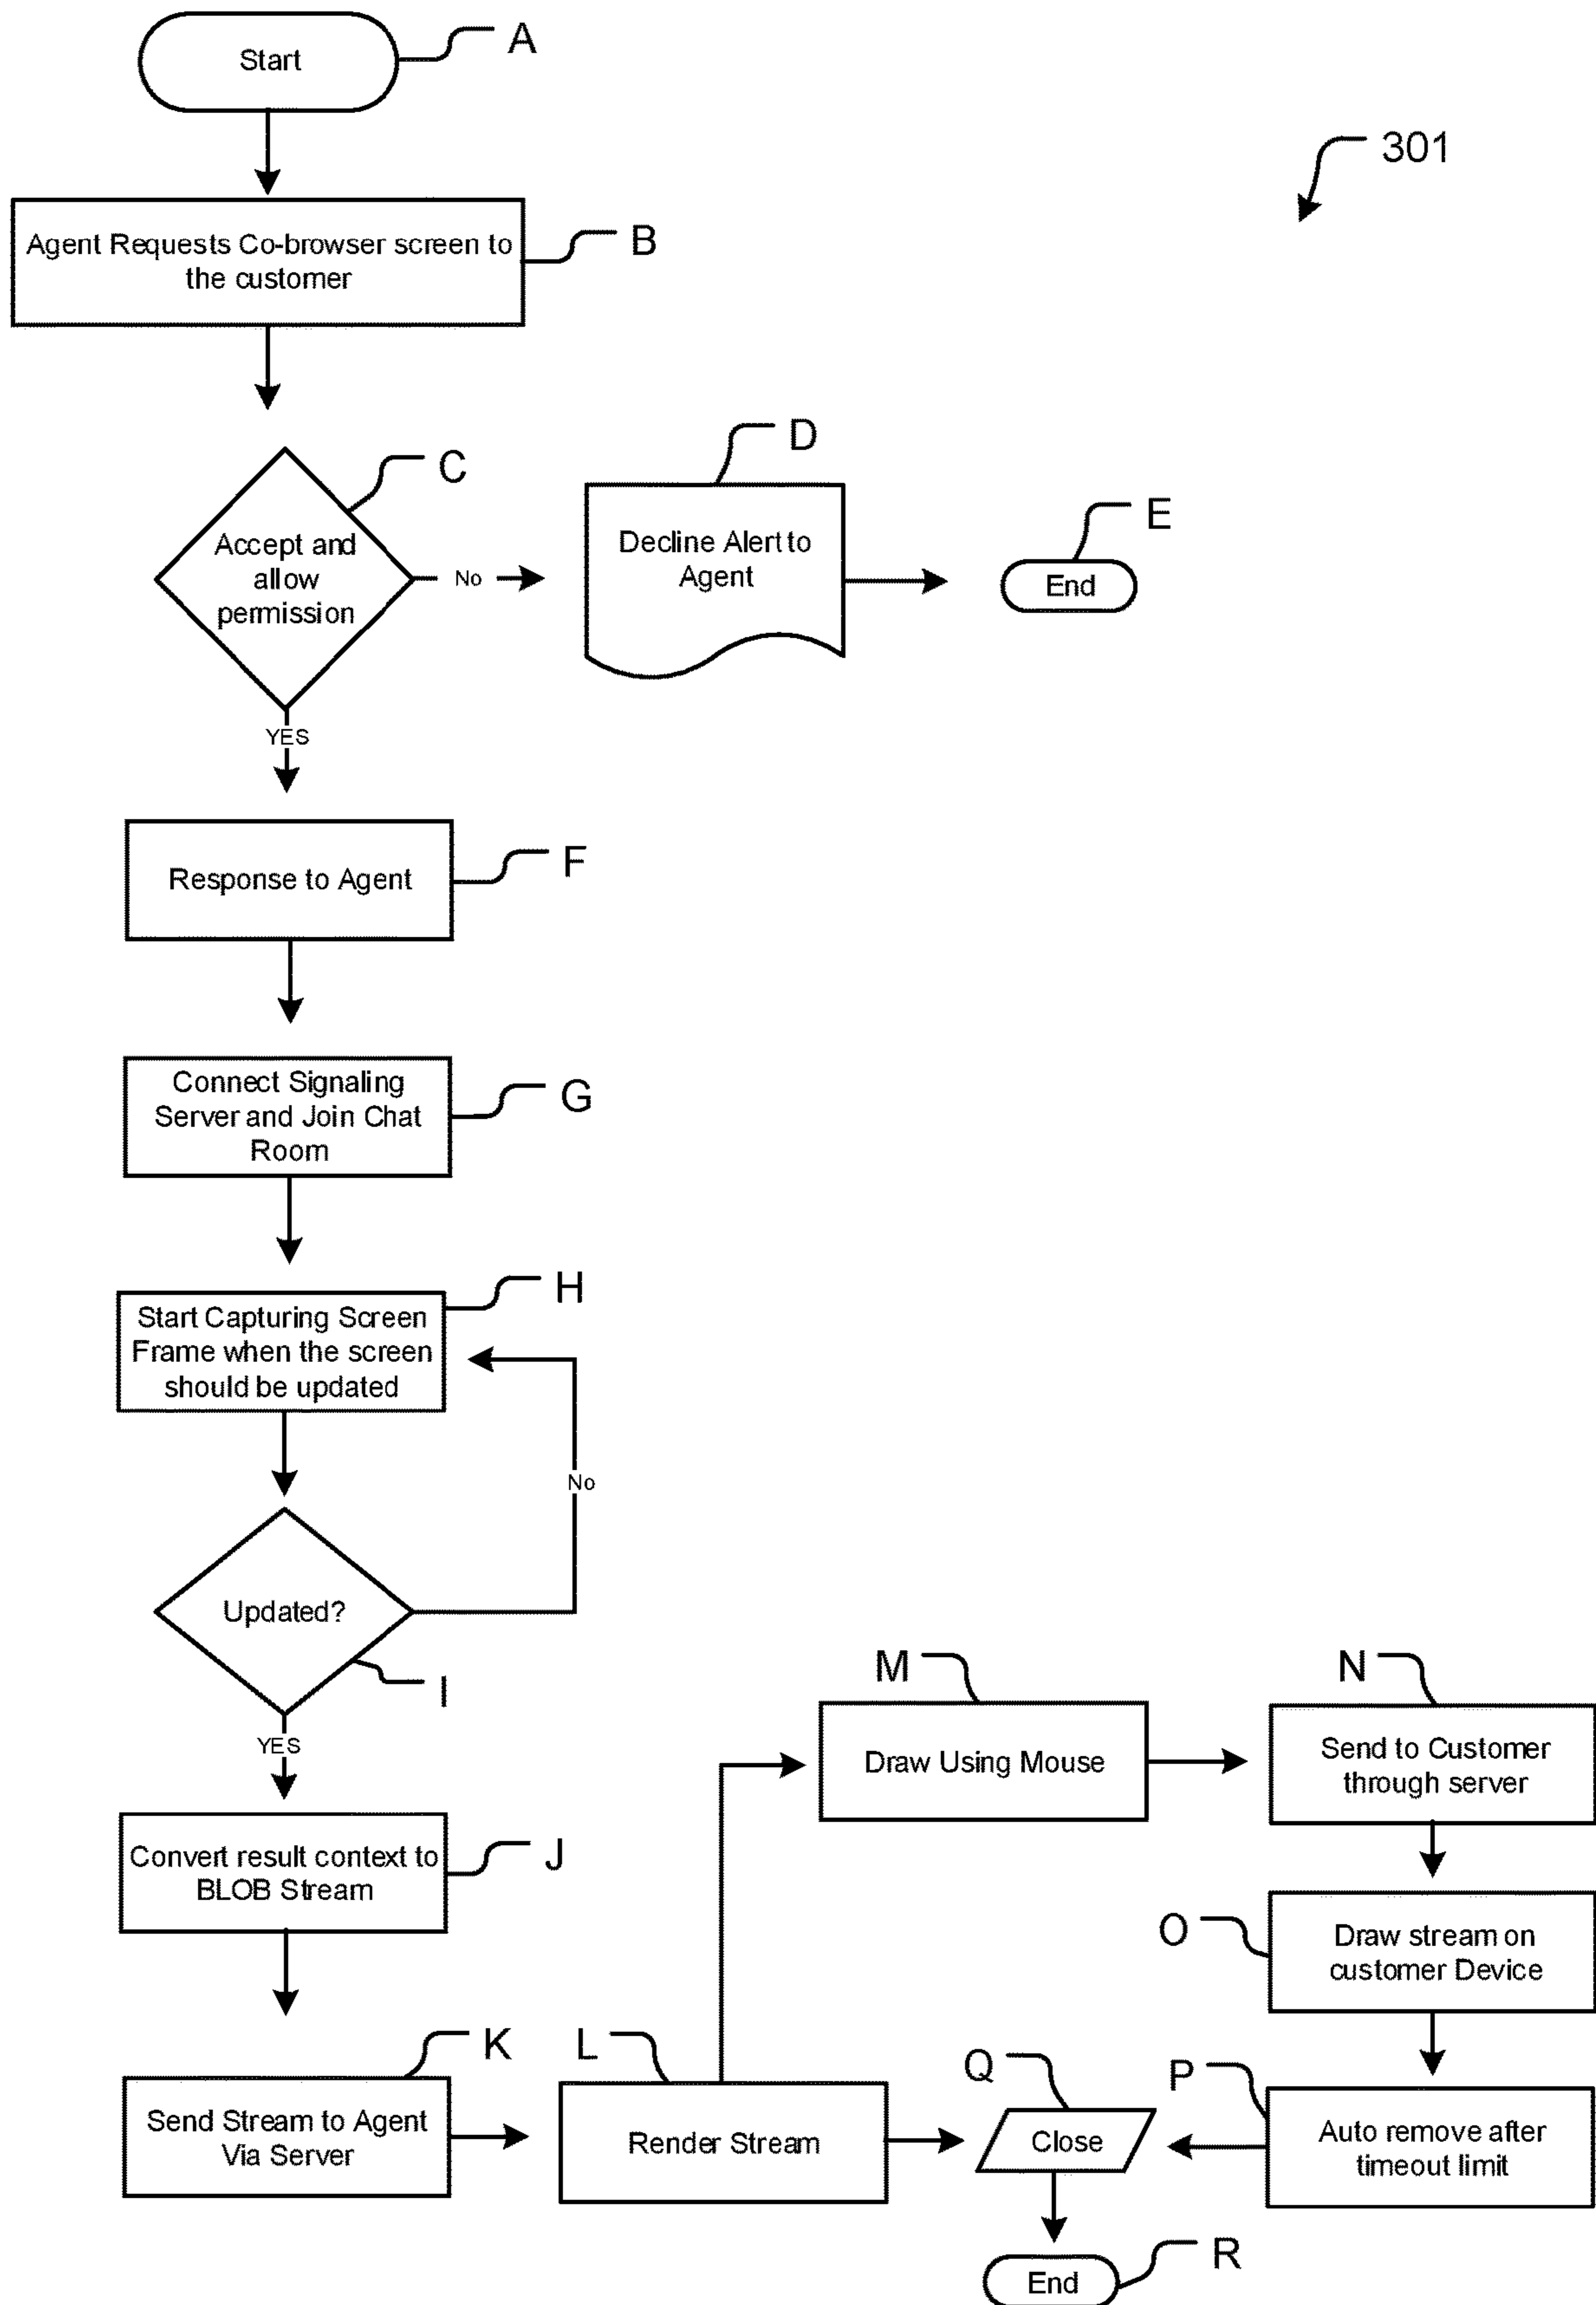 Start
A
301
Agent Requests Co-browser screen to
the customer
B
C
Accept and
allow
permission
No
D
Decline Alert to
Agent
E
End
YES
Response to Agent
F
Connect Signaling
Server and Join Chat
Room
G
H
Start Capturing Screen
Frame when the screen
should be updated
No
Updated?
I
YES
Convert result context to
BLOB Stream
J
K
Send Stream to Agent
Via Server
L
Render Stream
M
Draw Using Mouse
N
Send to Customer
through server
O
Draw stream on
customer Device
P
Auto remove after
timeout limit
Q
Close
End
R